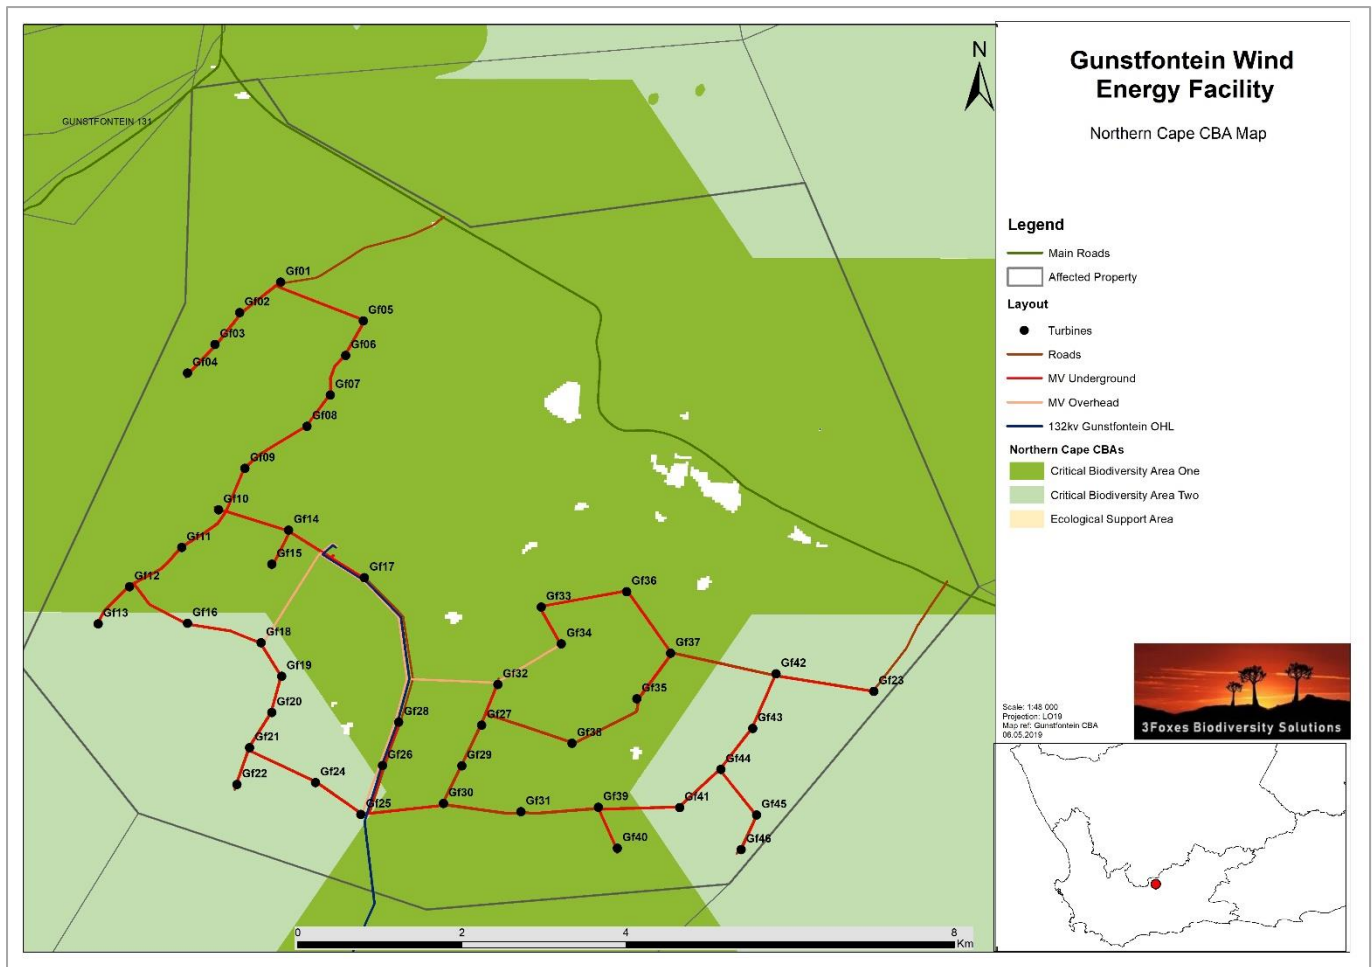 Gunstfontein Wind
Energy Facility
Northern Cape CBA Map
N
GUNSTFONTEIN 131
Gf01
Gf02
Gf05
Gf03
Gf06
Gf04
Gf07
Gf08
Gf09
Gf10
Gf14
Gf11
Gf15
Gf17
Gf12
Gf36
Gf33
Gf13
Gf16
Gf18
Gf34
Gf37
Gf19
Gf32
Gf42
Gf23
Gf35
Gf20
Gf28
Gf27
Gf43
Gf38
Gf21
Gf26
Gf29
Gf44
Gf22
Gf24
Gf25
Gf30
Gf31
Gf39
Gf41
Gf45
Gf40
Gf46
0
2
4
8
Km
Legend
Main Roads
Affected Property
Layout
Turbines
Roads
MV Underground
MV Overhead
132kv Gunstfontein OHL
Northern Cape CBAs
Critical Biodiversity Area One
Critical Biodiversity Area Two
Ecological Support Area
Scale: 1:48 000
Projection: LO19
Map ref: Gunstfontein CBA
06.05.2019
3Foxes Biodiversity Solutions